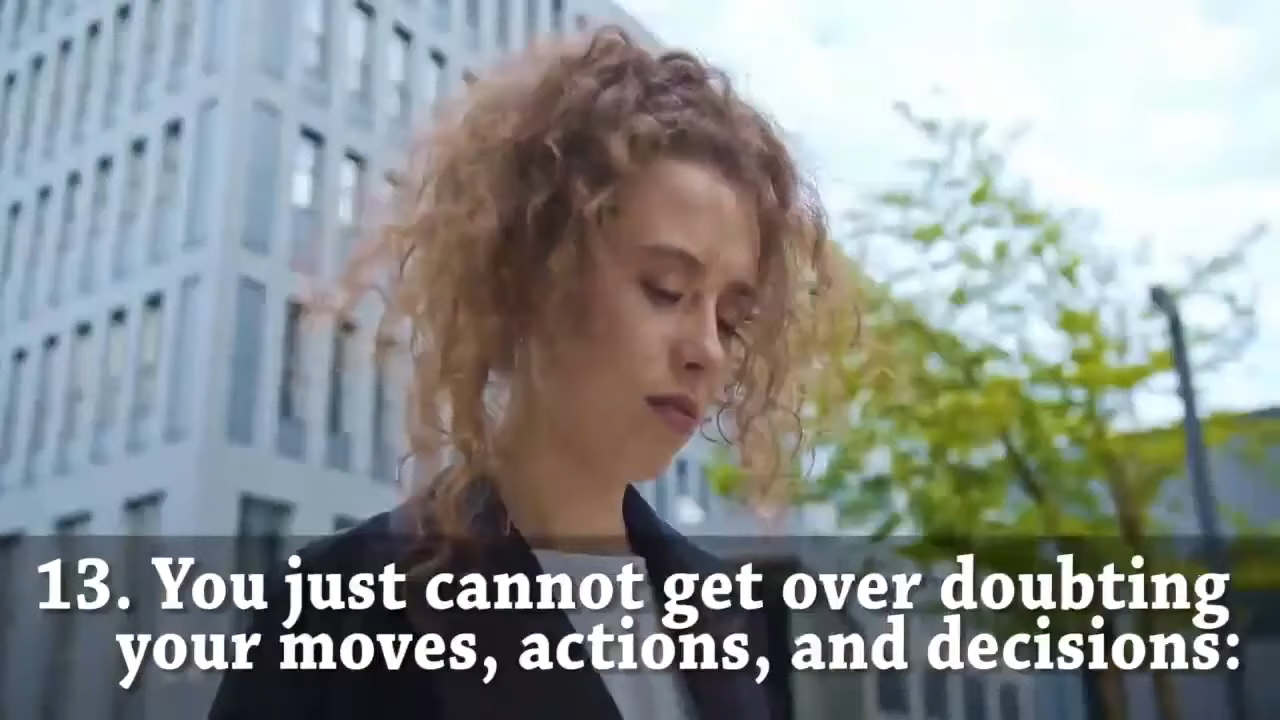 13. You just cannot get over doubting
your moves, actions, and decisions: